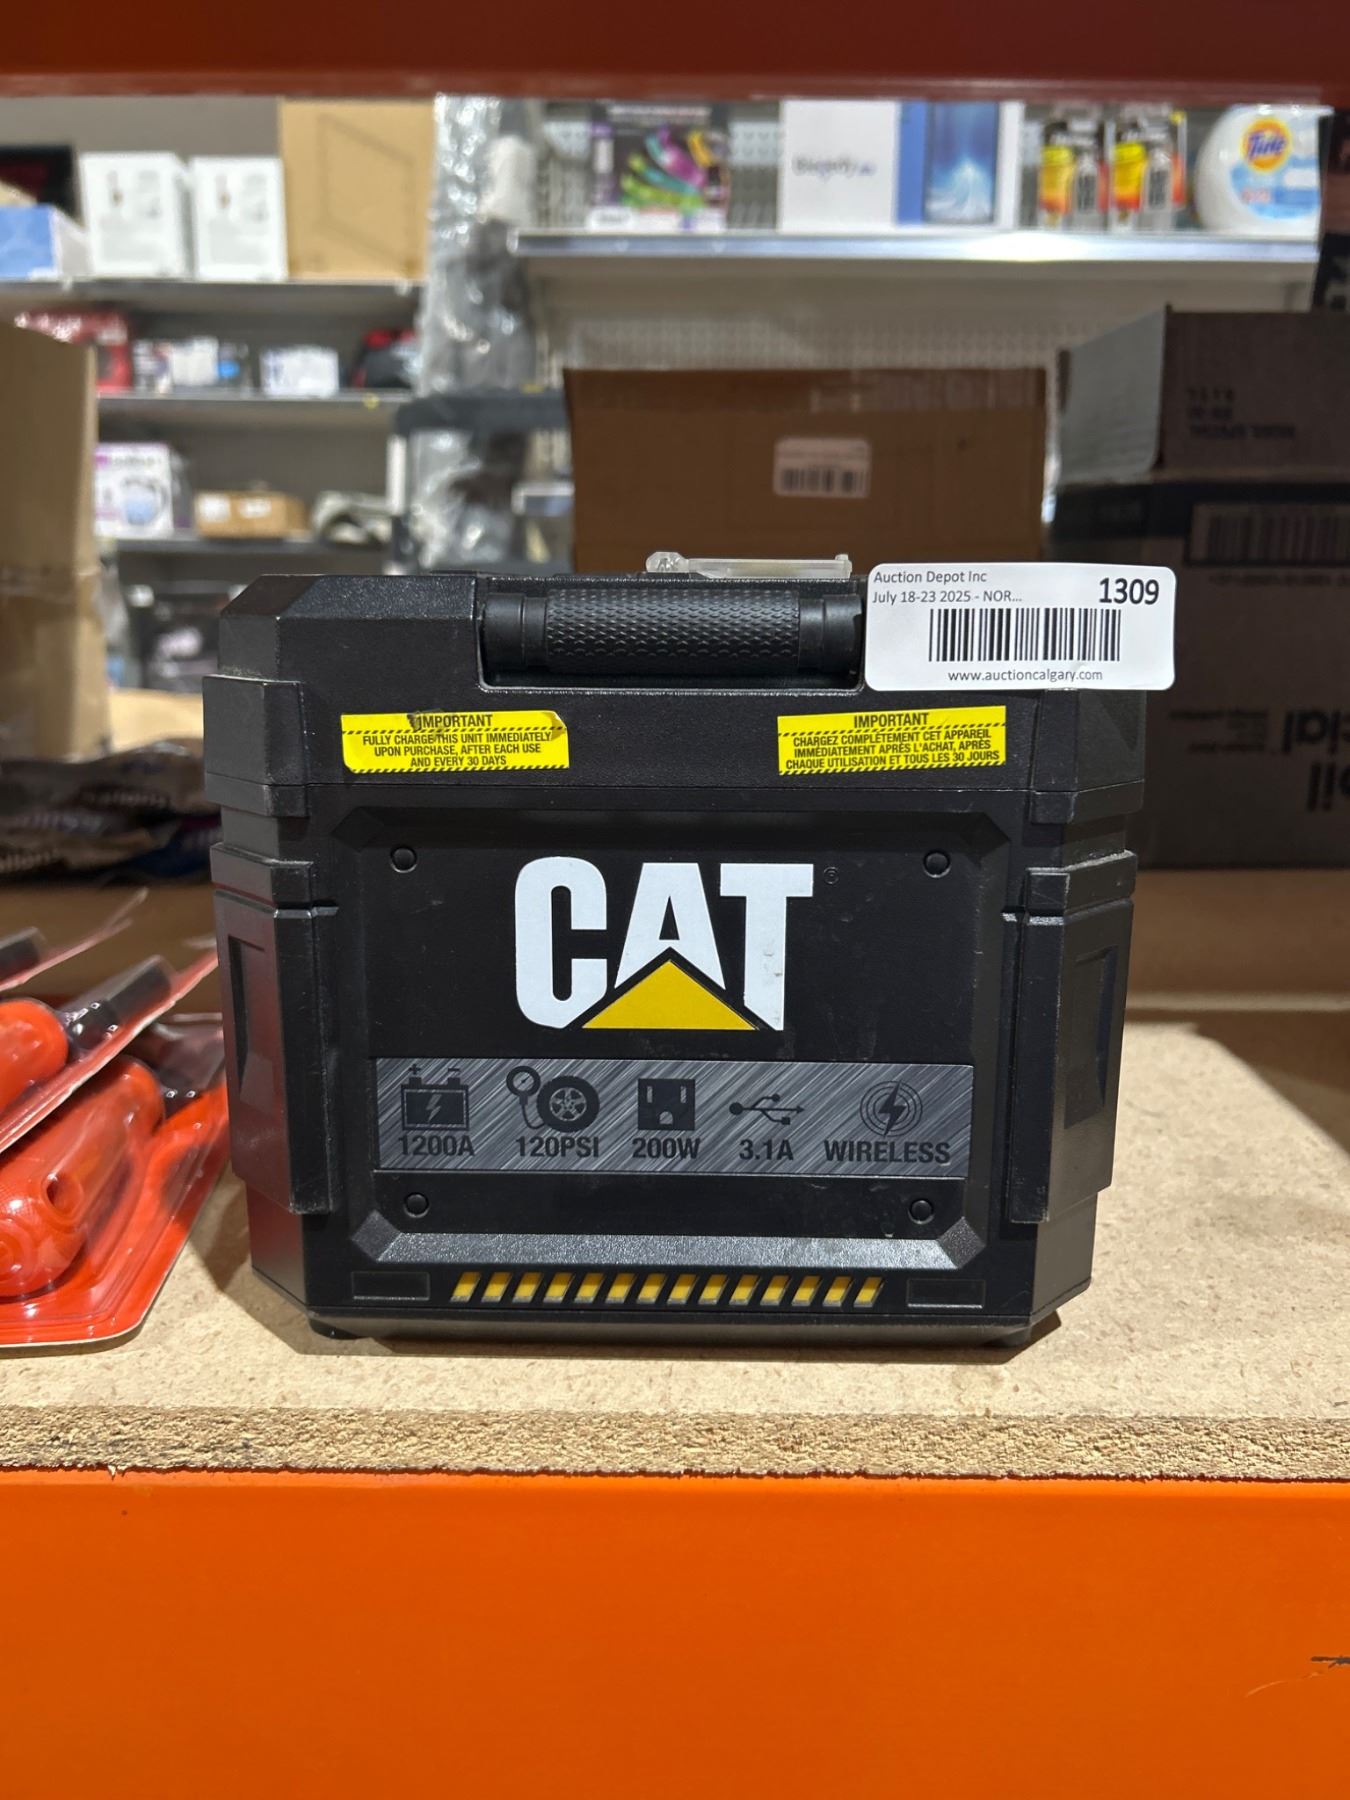 Tide
Auction Depot Inc
1309
July 18-23 2025 - NOR...
www.auctioncalgary.com
IMPORTANT
FULLY CHARGE THIS UNIT IMMEDIATELY
UPON PURCHASE, AFTER EACH USE
AND EVERY 30 DAYS
IMPORTANT
CHARGEZ COMPLÉTEMENT CET APPAREIL
IMMÉDIATEMENT APRÈS L'ACHAT, APRÈS
CHAQUE UTILISATION ET TOUS LES 30 JOURS
CAT®
+ -
1200A 120PSI 200W 3.1A WIRELESS